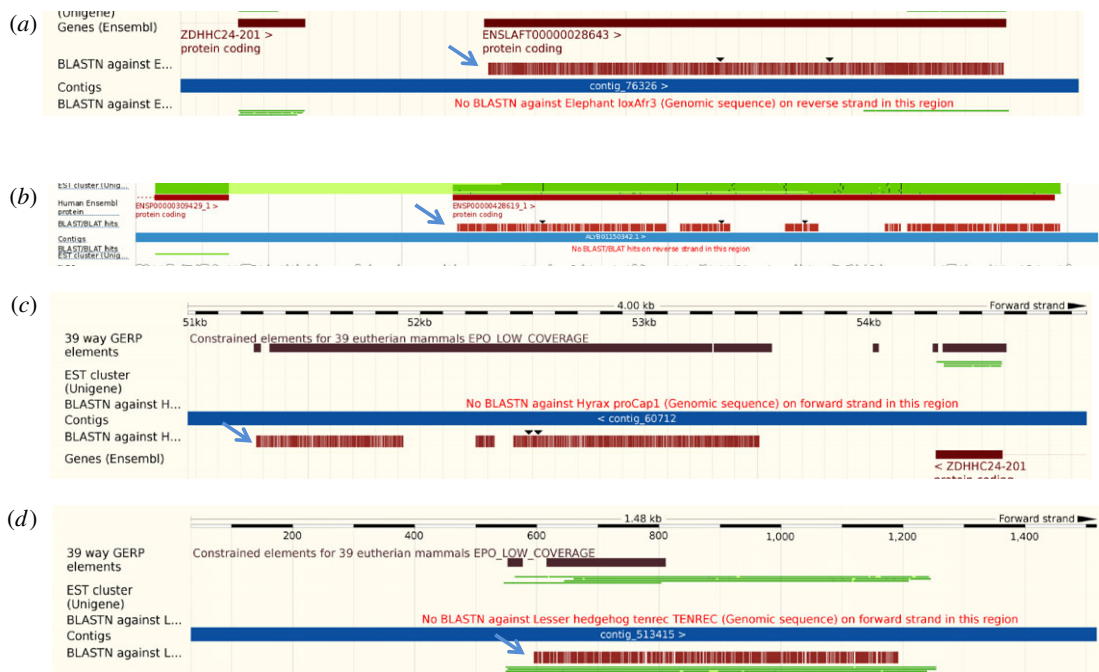 (a)
(Unigene)
Genes (Ensembl)
ZDHHC24-201 >
protein coding
ENSLAFT00000028643 >
protein coding
BLASTN against E...
Contigs
contig_76326 >
BLASTN against E...
No BLASTN against Elephant loxAfr3 (Genomic sequence) on reverse strand in this region
(b)
EST cluster (Unig...
Human Ensembl
protein
ENSP00000309429_1 >
protein coding
ENSP00000428619_1 >
protein coding
BLAST/BLAT hits
Contigs
ALYB01150342.1 >
BLAST/BLAT hits
No BLAST/BLAT hits on reverse strand in this region
EST cluster (Unig...
(c)
4.00 kb
Forward strand
51kb 52kb 53kb 54kb
39 way GERP
elements
Constrained elements for 39 eutherian mammals EPO_LOW_COVERAGE
EST cluster
(Unigene)
BLASTN against H...
No BLASTN against Hyrax proCap1 (Genomic sequence) on forward strand in this region
Contigs
< contig_60712
BLASTN against H...
Genes (Ensembl)
< ZDHHC24-201
protein coding
(d)
1.48 kb
Forward strand
200 400 600 800 1,000 1,200 1,400
39 way GERP
elements
Constrained elements for 39 eutherian mammals EPO_LOW_COVERAGE
EST cluster
(Unigene)
BLASTN against L...
No BLASTN against Lesser hedgehog tenrec TENREC (Genomic sequence) on forward strand in this region
Contigs
contig_513415 >
BLASTN against L...